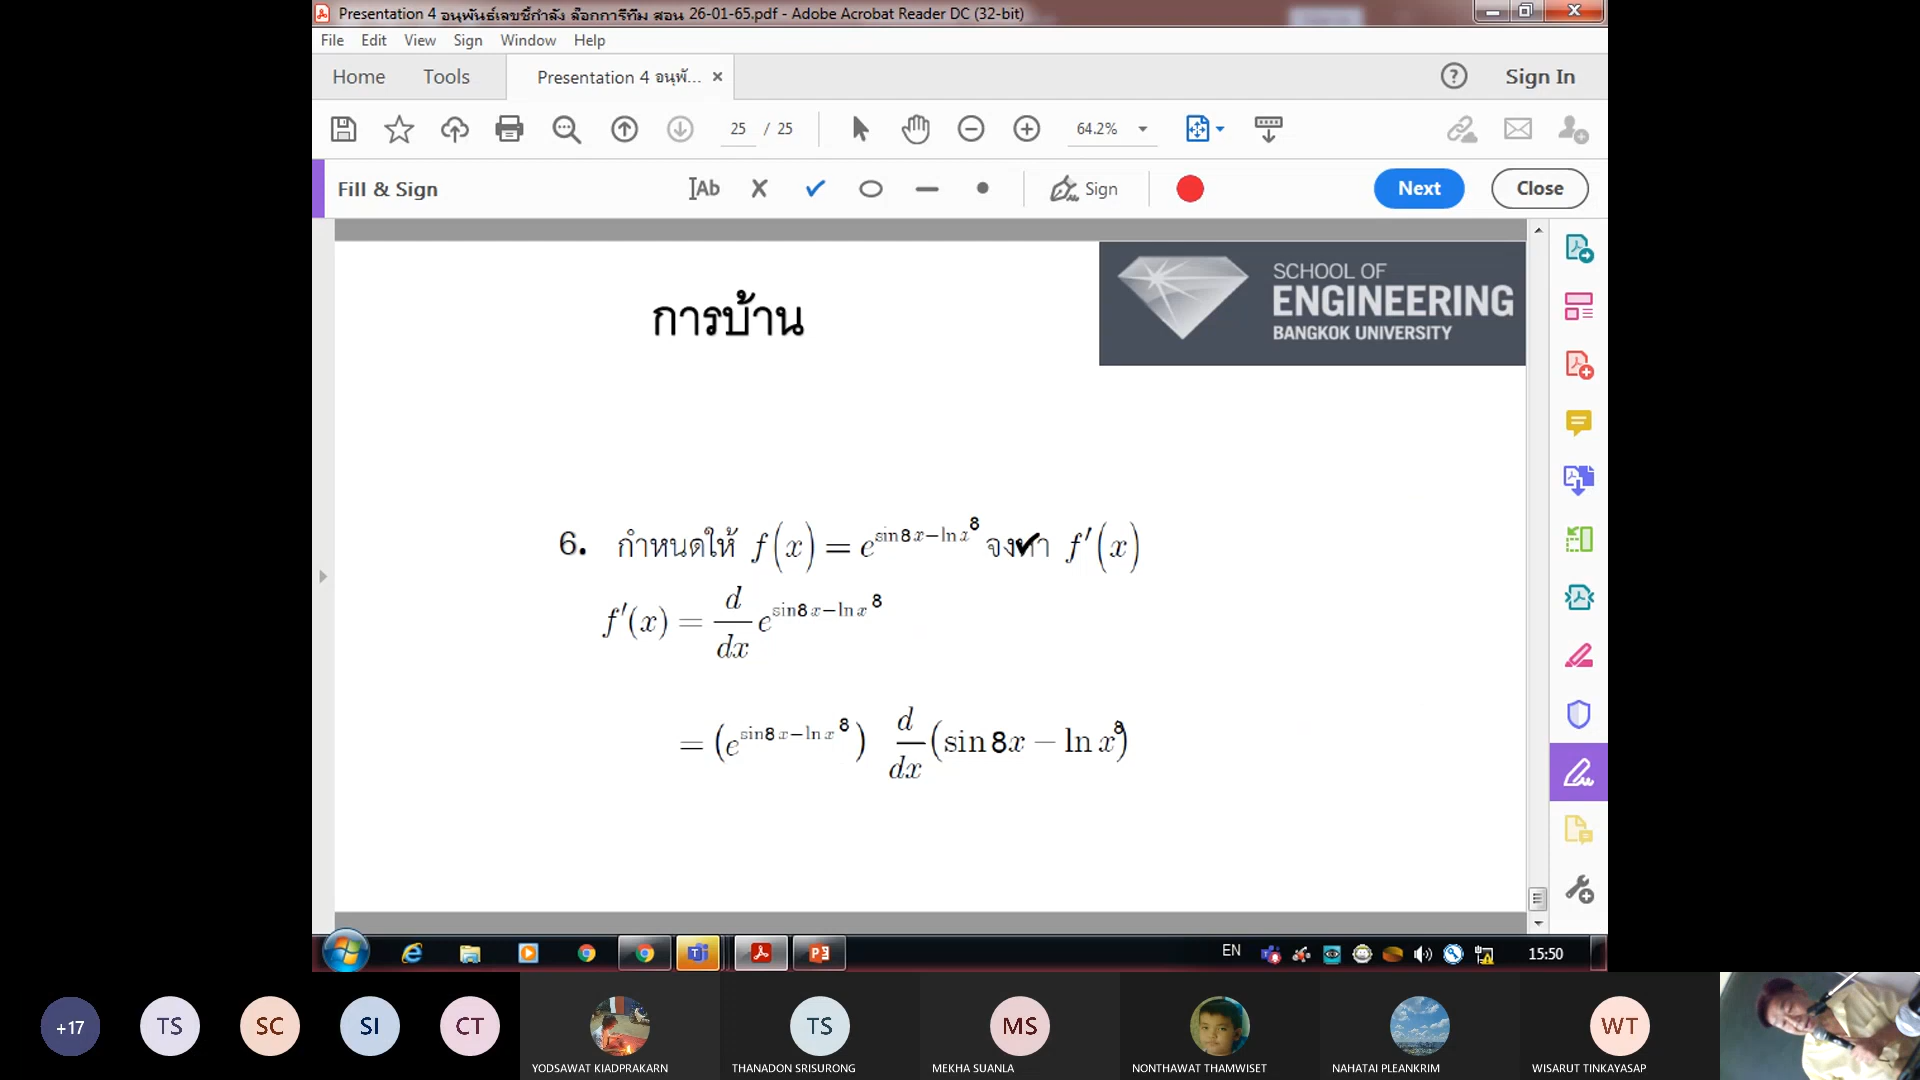 Presentation 4 อนุพันธ์เลขชี้กำลัง ล๊อกการิทึม สอน 26-01-65.pdf - Adobe Acrobat Reader DC (32-bit)
File Edit View Sign Window Help
Home Tools Presentation 4 อนุพั... × ? Sign In
25 / 25 64.2%
Fill & Sign IAb Sign Next Close
SCHOOL OF
ENGINEERING
BANGKOK UNIVERSITY
การบ้าน
6. กำหนดให้ f(x) = e^{sin8x−ln x^8} จงหา f′(x)
f′(x) = d/dx e^{sin8x−ln x^8}
= (e^{sin8x−ln x^8}) d/dx (sin 8x − ln x^8)
EN 15:50
+17 TS SC SI CT TS MS WT
YODSAWAT KIADPRAKARN THANADON SRISURONG MEKHA SUANLA NONTHAWAT THAMWISET NAHATAI PLEANKRIM WISARUT TINKAYASAP